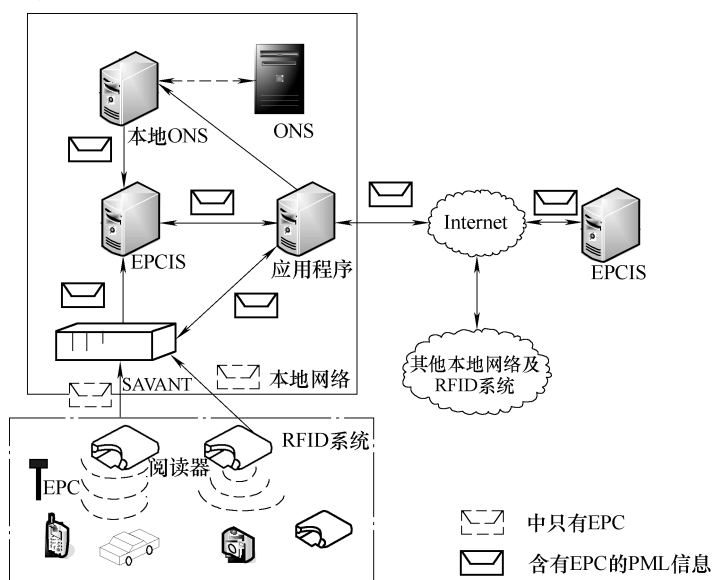 本地ONS
ONS
EPCIS
应用程序
Internet
EPCIS
其他本地网络及
RFID系统
SAVANT
本地网络
RFID系统
阅读器
EPC
中只有EPC
含有EPC的PML信息